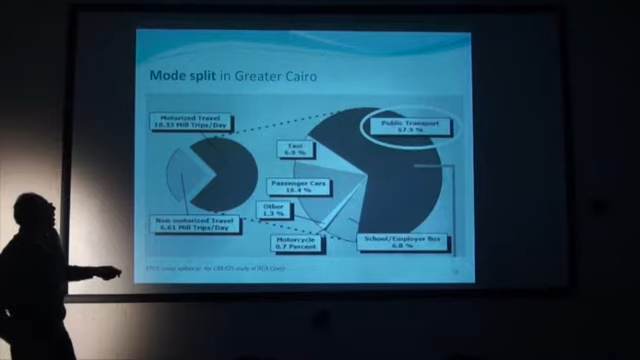 Mode split in Greater Cairo
Motorized Travel
Mill Trips/Day
Public Transport
67.9 %
Taxi
6.9 %
Passenger Cars
16.4 %
Other
1.3 %
Non-motorized Travel
6.61 Mill Trips/Day
Motorcycle
0.7 Percent
School/Employer Bus
6.8 %